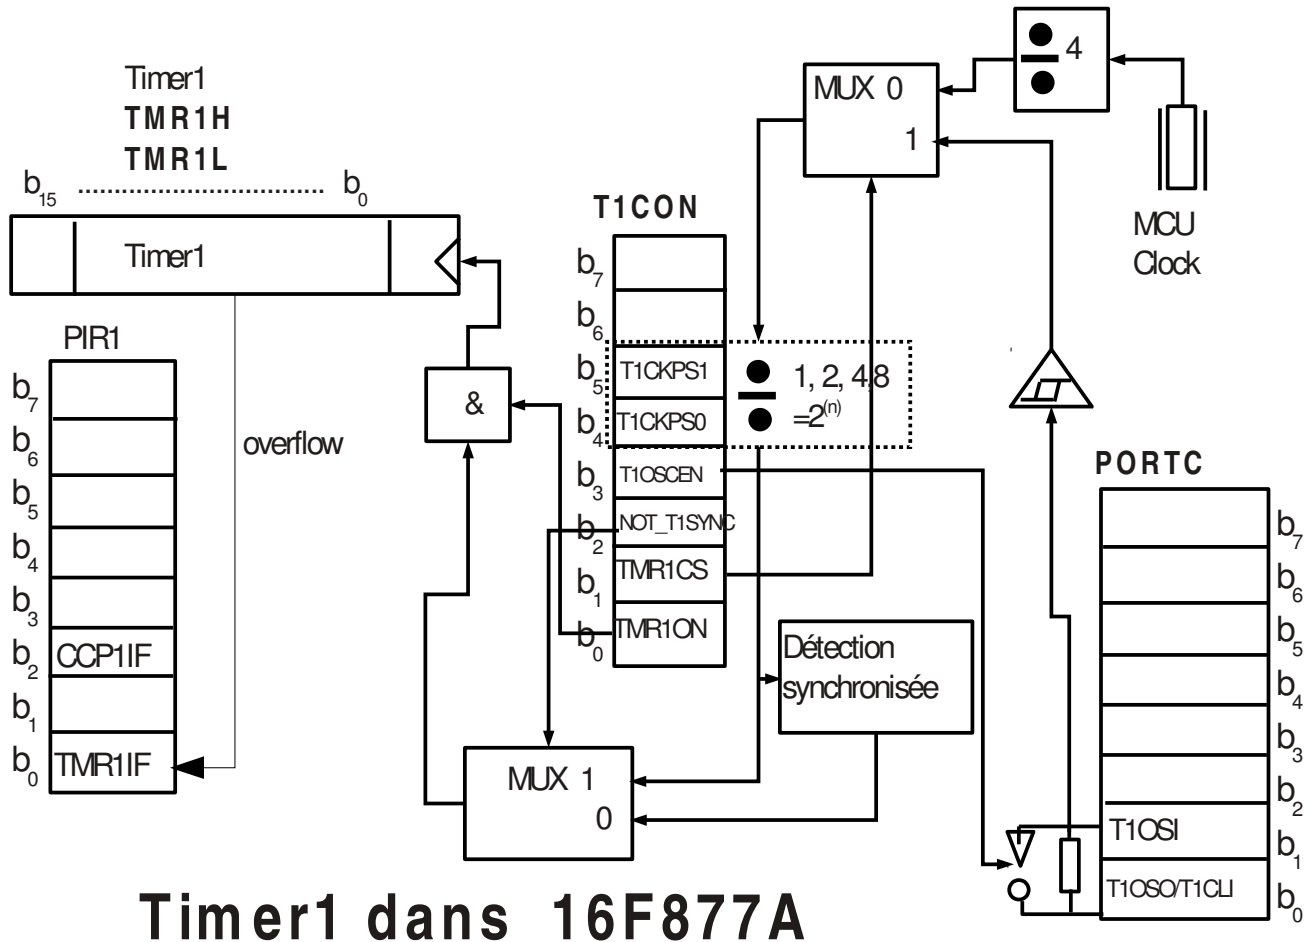 Timer1
TMR1H
TMR1L
b15 ................................ b0
Timer1
PIR1
b7
b6
b5
b4
b3
b2 CCP1IF
b1
b0 TMR1IF
overflow
&
T1CON
b7
b6
b5 T1CKPS1
b4 T1CKPS0
b3 T1OSCEN
b2 NOT_T1SYNC
b1 TMR1CS
b0 TMR1ON
1, 2, 4,8
=2(n)
MUX 0
1
4
MCU
Clock
Détection
synchronisée
MUX 1
0
PORTC
b7
b6
b5
b4
b3
b2
T1OSI b1
T1OSO/T1CLI b0
Timer1 dans 16F877A